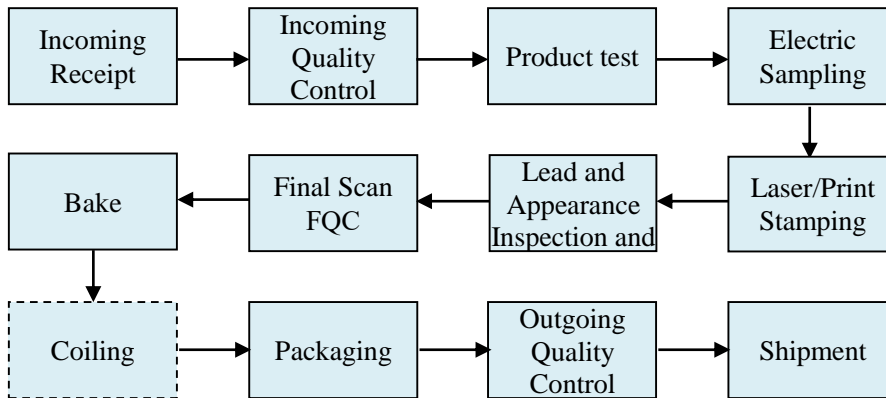 Incoming
Receipt
Incoming
Quality
Control
Product test
Electric
Sampling
Laser/Print
Stamping
Lead and
Appearance
Inspection and
Final Scan
FQC
Bake
Coiling
Packaging
Outgoing
Quality
Control
Shipment